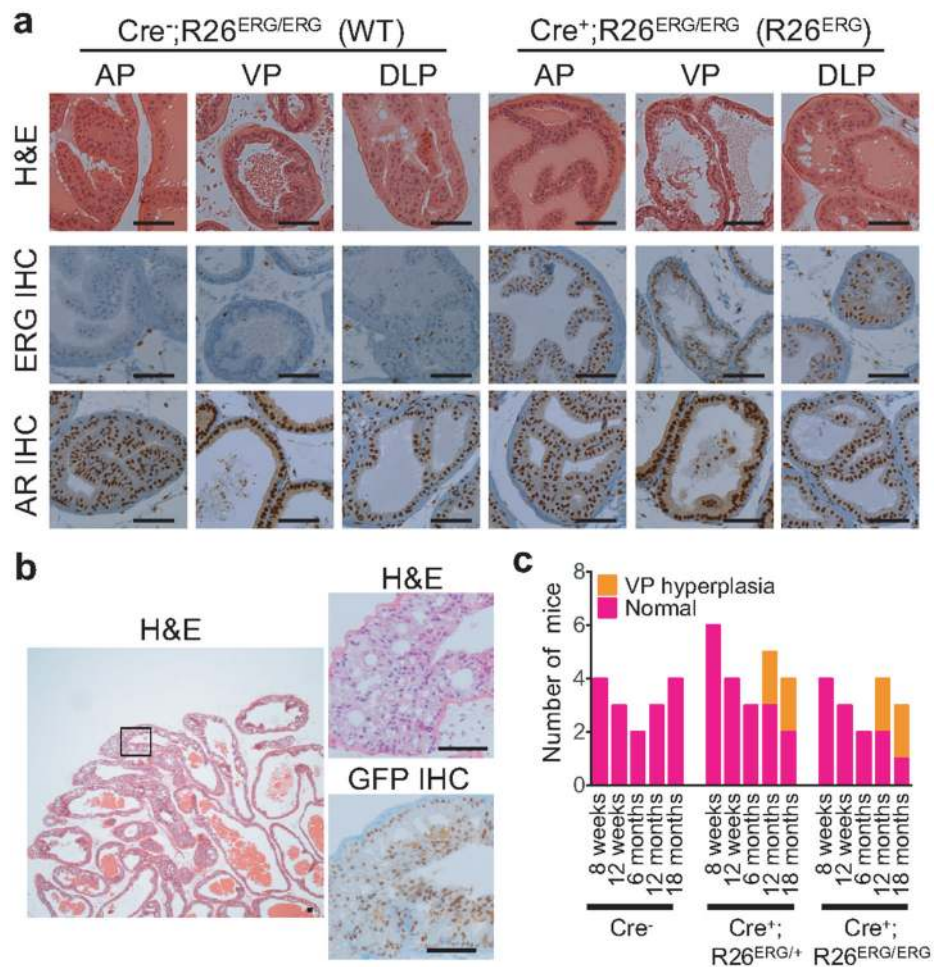 a
Cre⁻;R26ᴱᴿᴳ/ᴱᴿᴳ (WT)
Cre⁺;R26ᴱᴿᴳ/ᴱᴿᴳ (R26ᴱᴿᴳ)
AP VP DLP AP VP DLP
H&E
ERG IHC
AR IHC
b
H&E
H&E
GFP IHC
c
VP hyperplasia
Normal
Number of mice
8
6
4
2
0
8 weeks
12 weeks
6 months
12 months
18 months
8 weeks
12 weeks
6 months
12 months
18 months
8 weeks
12 weeks
6 months
12 months
18 months
Cre⁻
Cre⁺;
R26ᴱᴿᴳ/⁺
Cre⁺;
R26ᴱᴿᴳ/ᴱᴿᴳ